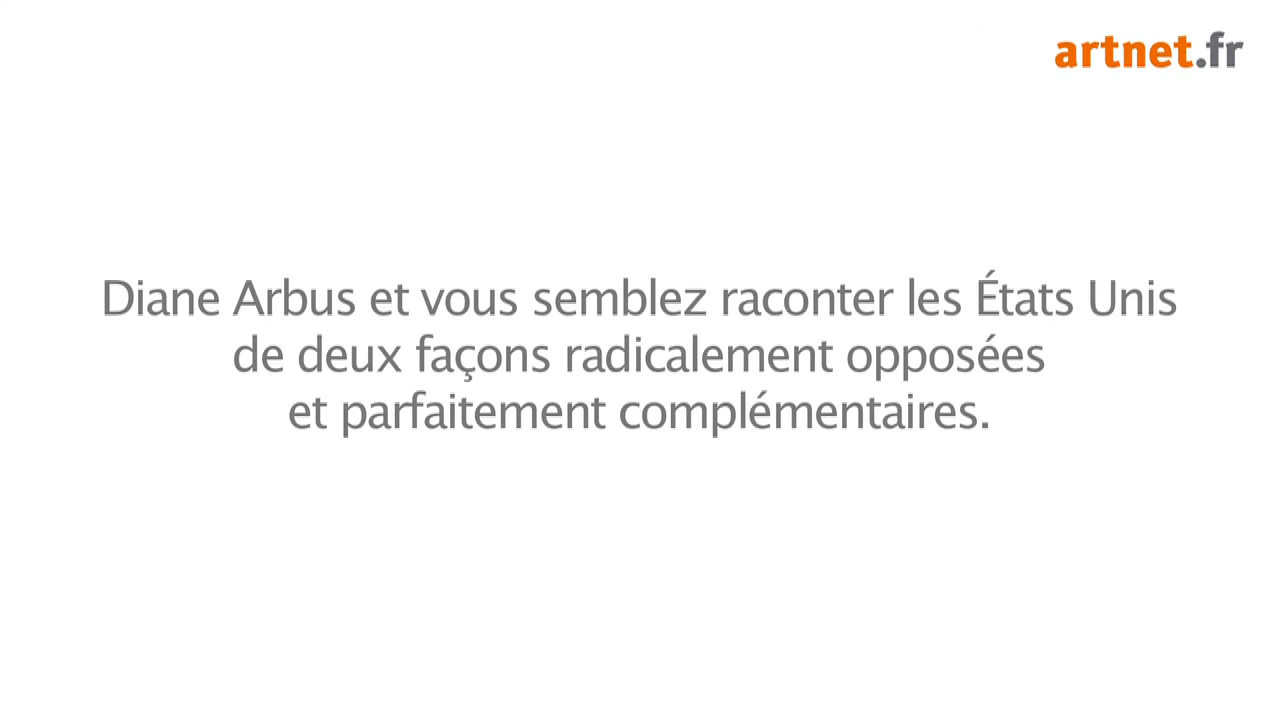 artnet.fr
Diane Arbus et vous semblez raconter les États Unis
de deux façons radicalement opposées
et parfaitement complémentaires.